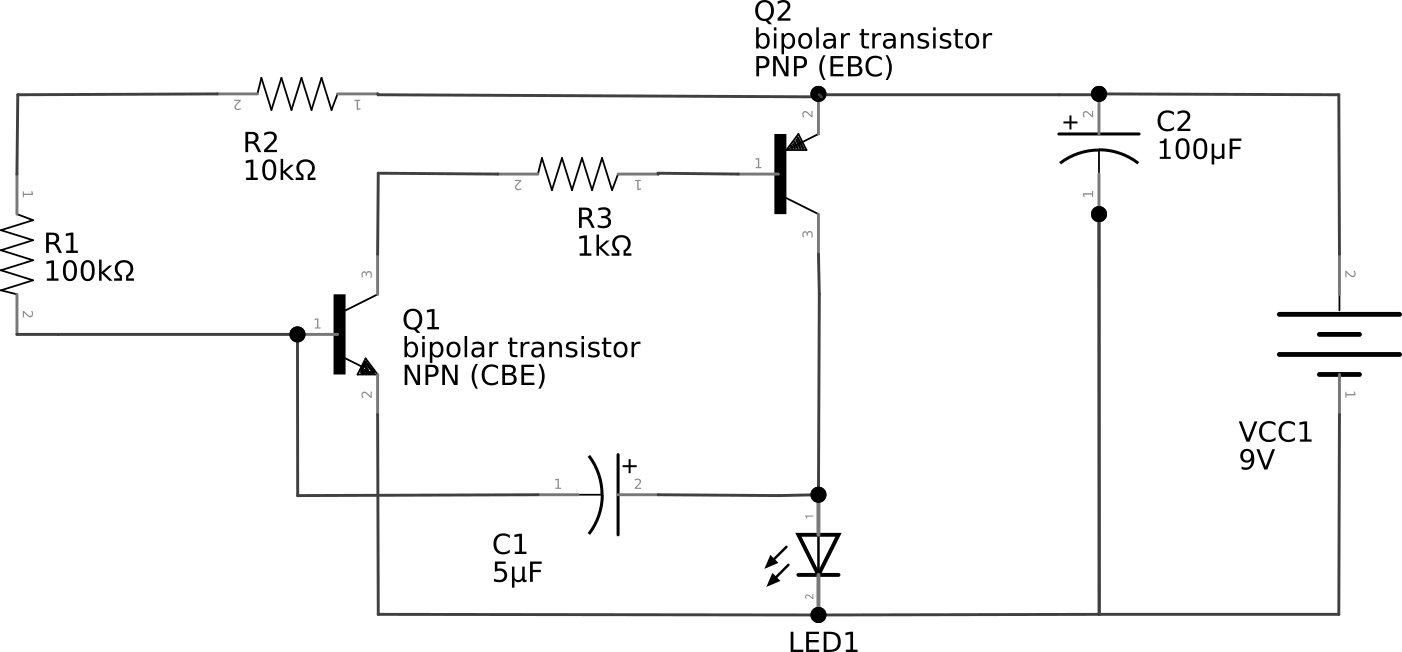 Q2
bipolar transistor
PNP (EBC)
2
1
R2
10kΩ
2
+
2
C2
100µF
1
2
1
R3
1kΩ
1
3
1
1
R1
100kΩ
2
3
1
2
Q1
bipolar transistor
NPN (CBE)
2
1
VCC1
9V
1
+
2
C1
5µF
1
2
LED1